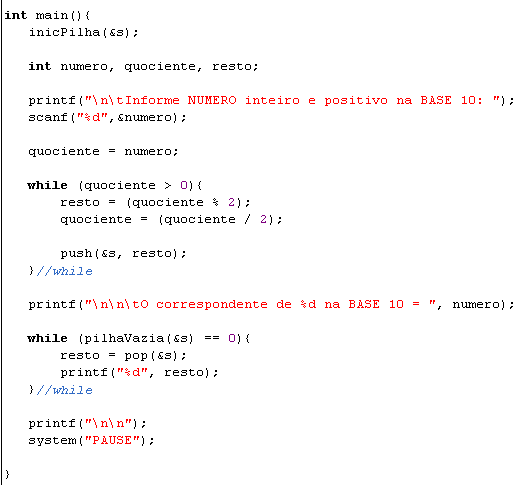 int main(){
inicPilha(&s);
int numero, quociente, resto;
printf("\n\tInforme NUMERO inteiro e positivo na BASE 10: ");
scanf("%d",&numero);
quociente = numero;
while (quociente > 0){
resto = (quociente % 2);
quociente = (quociente / 2);
push(&s, resto);
}//while
printf("\n\n\tO correspondente de %d na BASE 10 = ", numero);
while (pilhaVazia(&s) == 0){
resto = pop(&s);
printf("%d", resto);
}//while
printf("\n\n");
system("PAUSE");
}